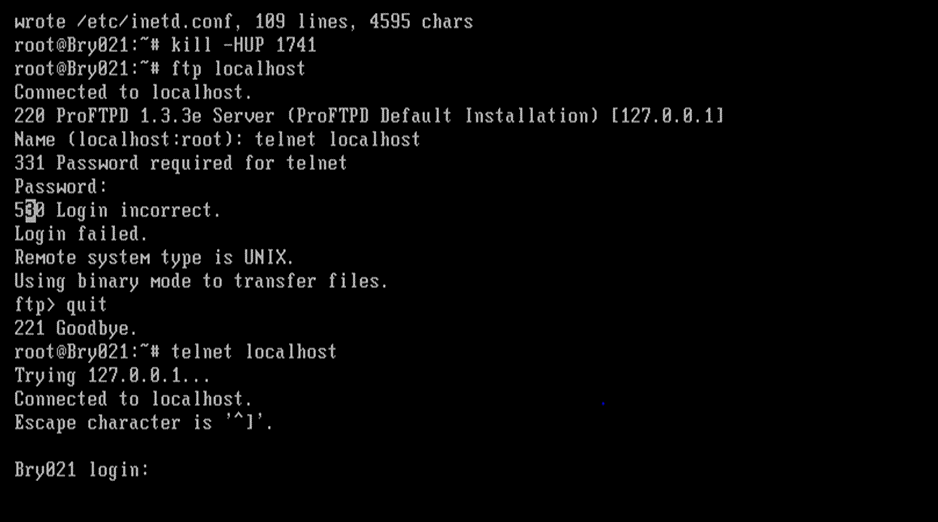 wrote /etc/inetd.conf, 109 lines, 4595 chars
root@Bry021:~# kill -HUP 1741
root@Bry021:~# ftp localhost
Connected to localhost.
220 ProFTPD 1.3.3e Server (ProFTPD Default Installation) [127.0.0.1]
Name (localhost:root): telnet localhost
331 Password required for telnet
Password:
530 Login incorrect.
Login failed.
Remote system type is UNIX.
Using binary mode to transfer files.
ftp> quit
221 Goodbye.
root@Bry021:~# telnet localhost
Trying 127.0.0.1...
Connected to localhost.
Escape character is '^]'.
Bry021 login: